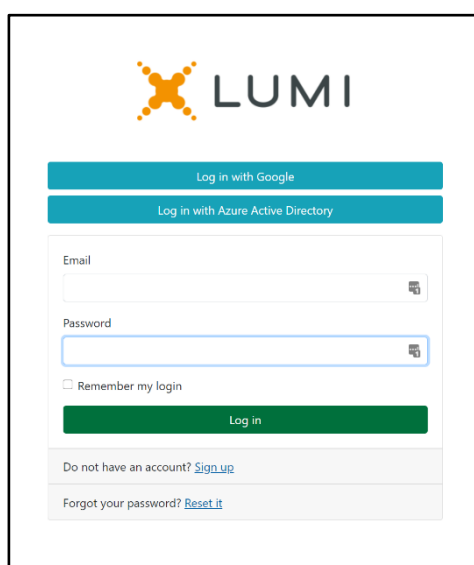 LUMI
Log in with Google
Log in with Azure Active Directory
Email
Password
Remember my login
Log in
Do not have an account? Sign up
Forgot your password? Reset it